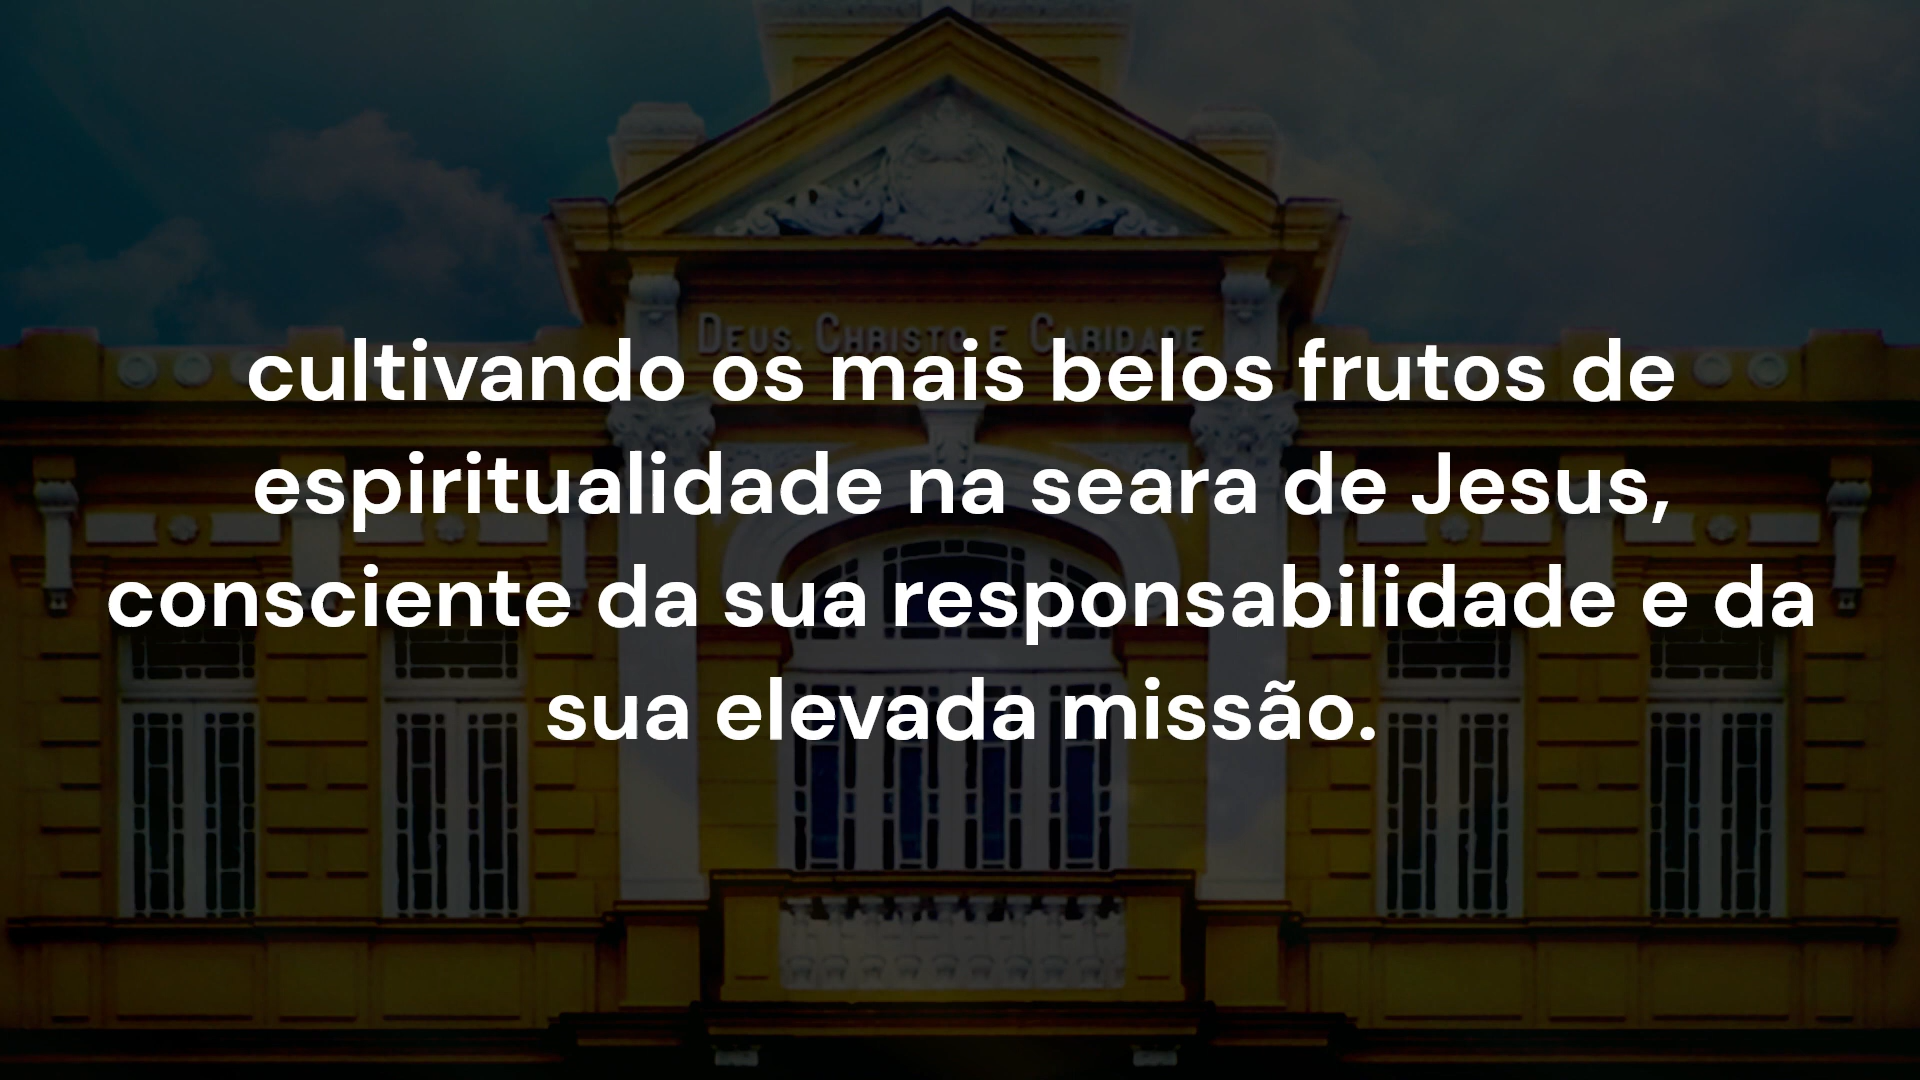 DEUS, CHRISTO E CARIDADE
cultivando os mais belos frutos de
espiritualidade na seara de Jesus,
consciente da sua responsabilidade e da
sua elevada missão.